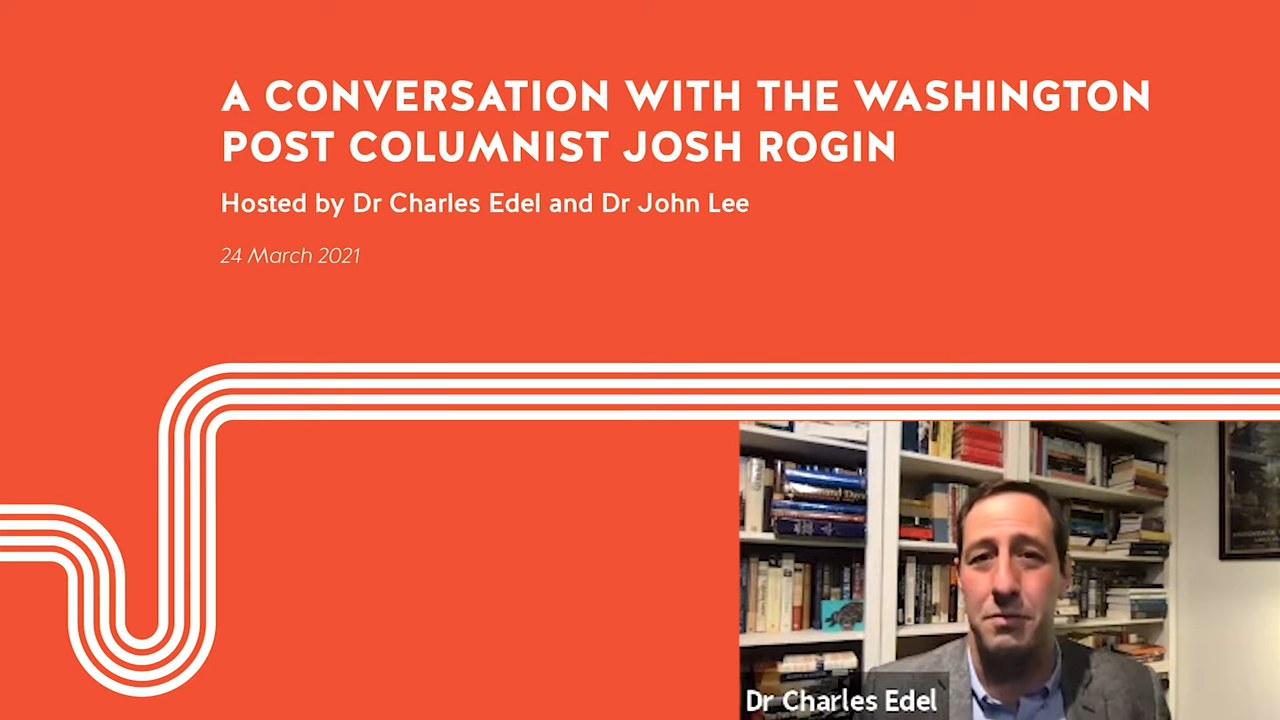 A CONVERSATION WITH THE WASHINGTON
POST COLUMNIST JOSH ROGIN
Hosted by Dr Charles Edel and Dr John Lee
24 March 2021
Dr Charles Edel